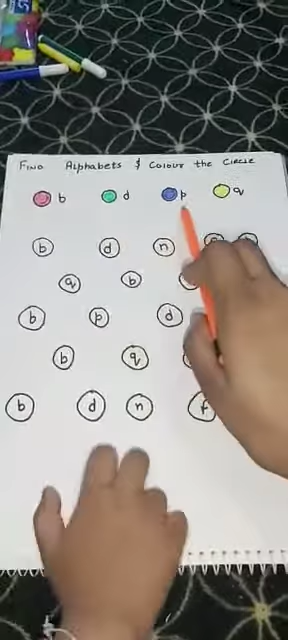 Find Alphabets & Colour the Circle
b d p q
b d n
q b
b p d
b q
b d n f